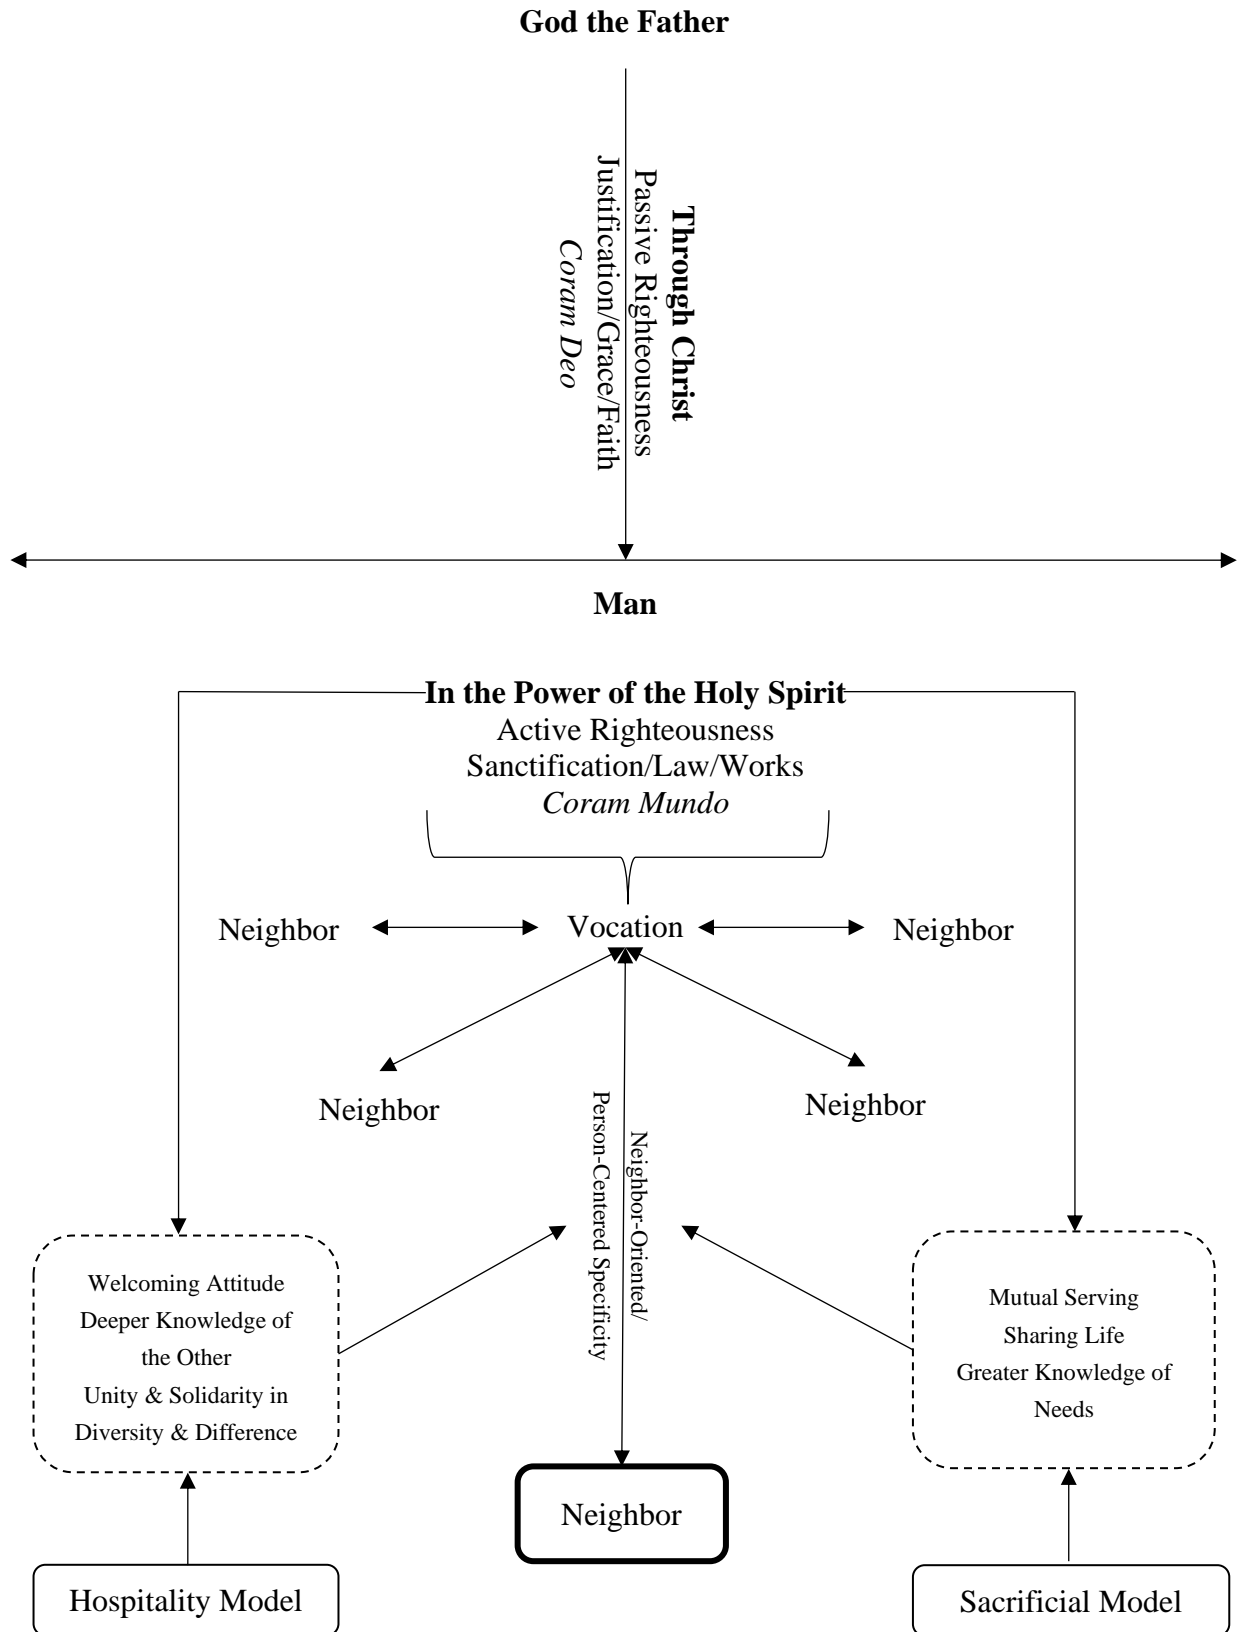 God the Father
Through Christ
Passive Righteousness
Justification/Grace/Faith
Coram Deo
Man
In the Power of the Holy Spirit
Active Righteousness
Sanctification/Law/Works
Coram Mundo
Neighbor
Vocation
Neighbor
Neighbor
Neighbor
Neighbor-Oriented/
Person-Centered Specificity
Welcoming Attitude
Deeper Knowledge of
the Other
Unity & Solidarity in
Diversity & Difference
Mutual Serving
Sharing Life
Greater Knowledge of
Needs
Neighbor
Hospitality Model
Sacrificial Model